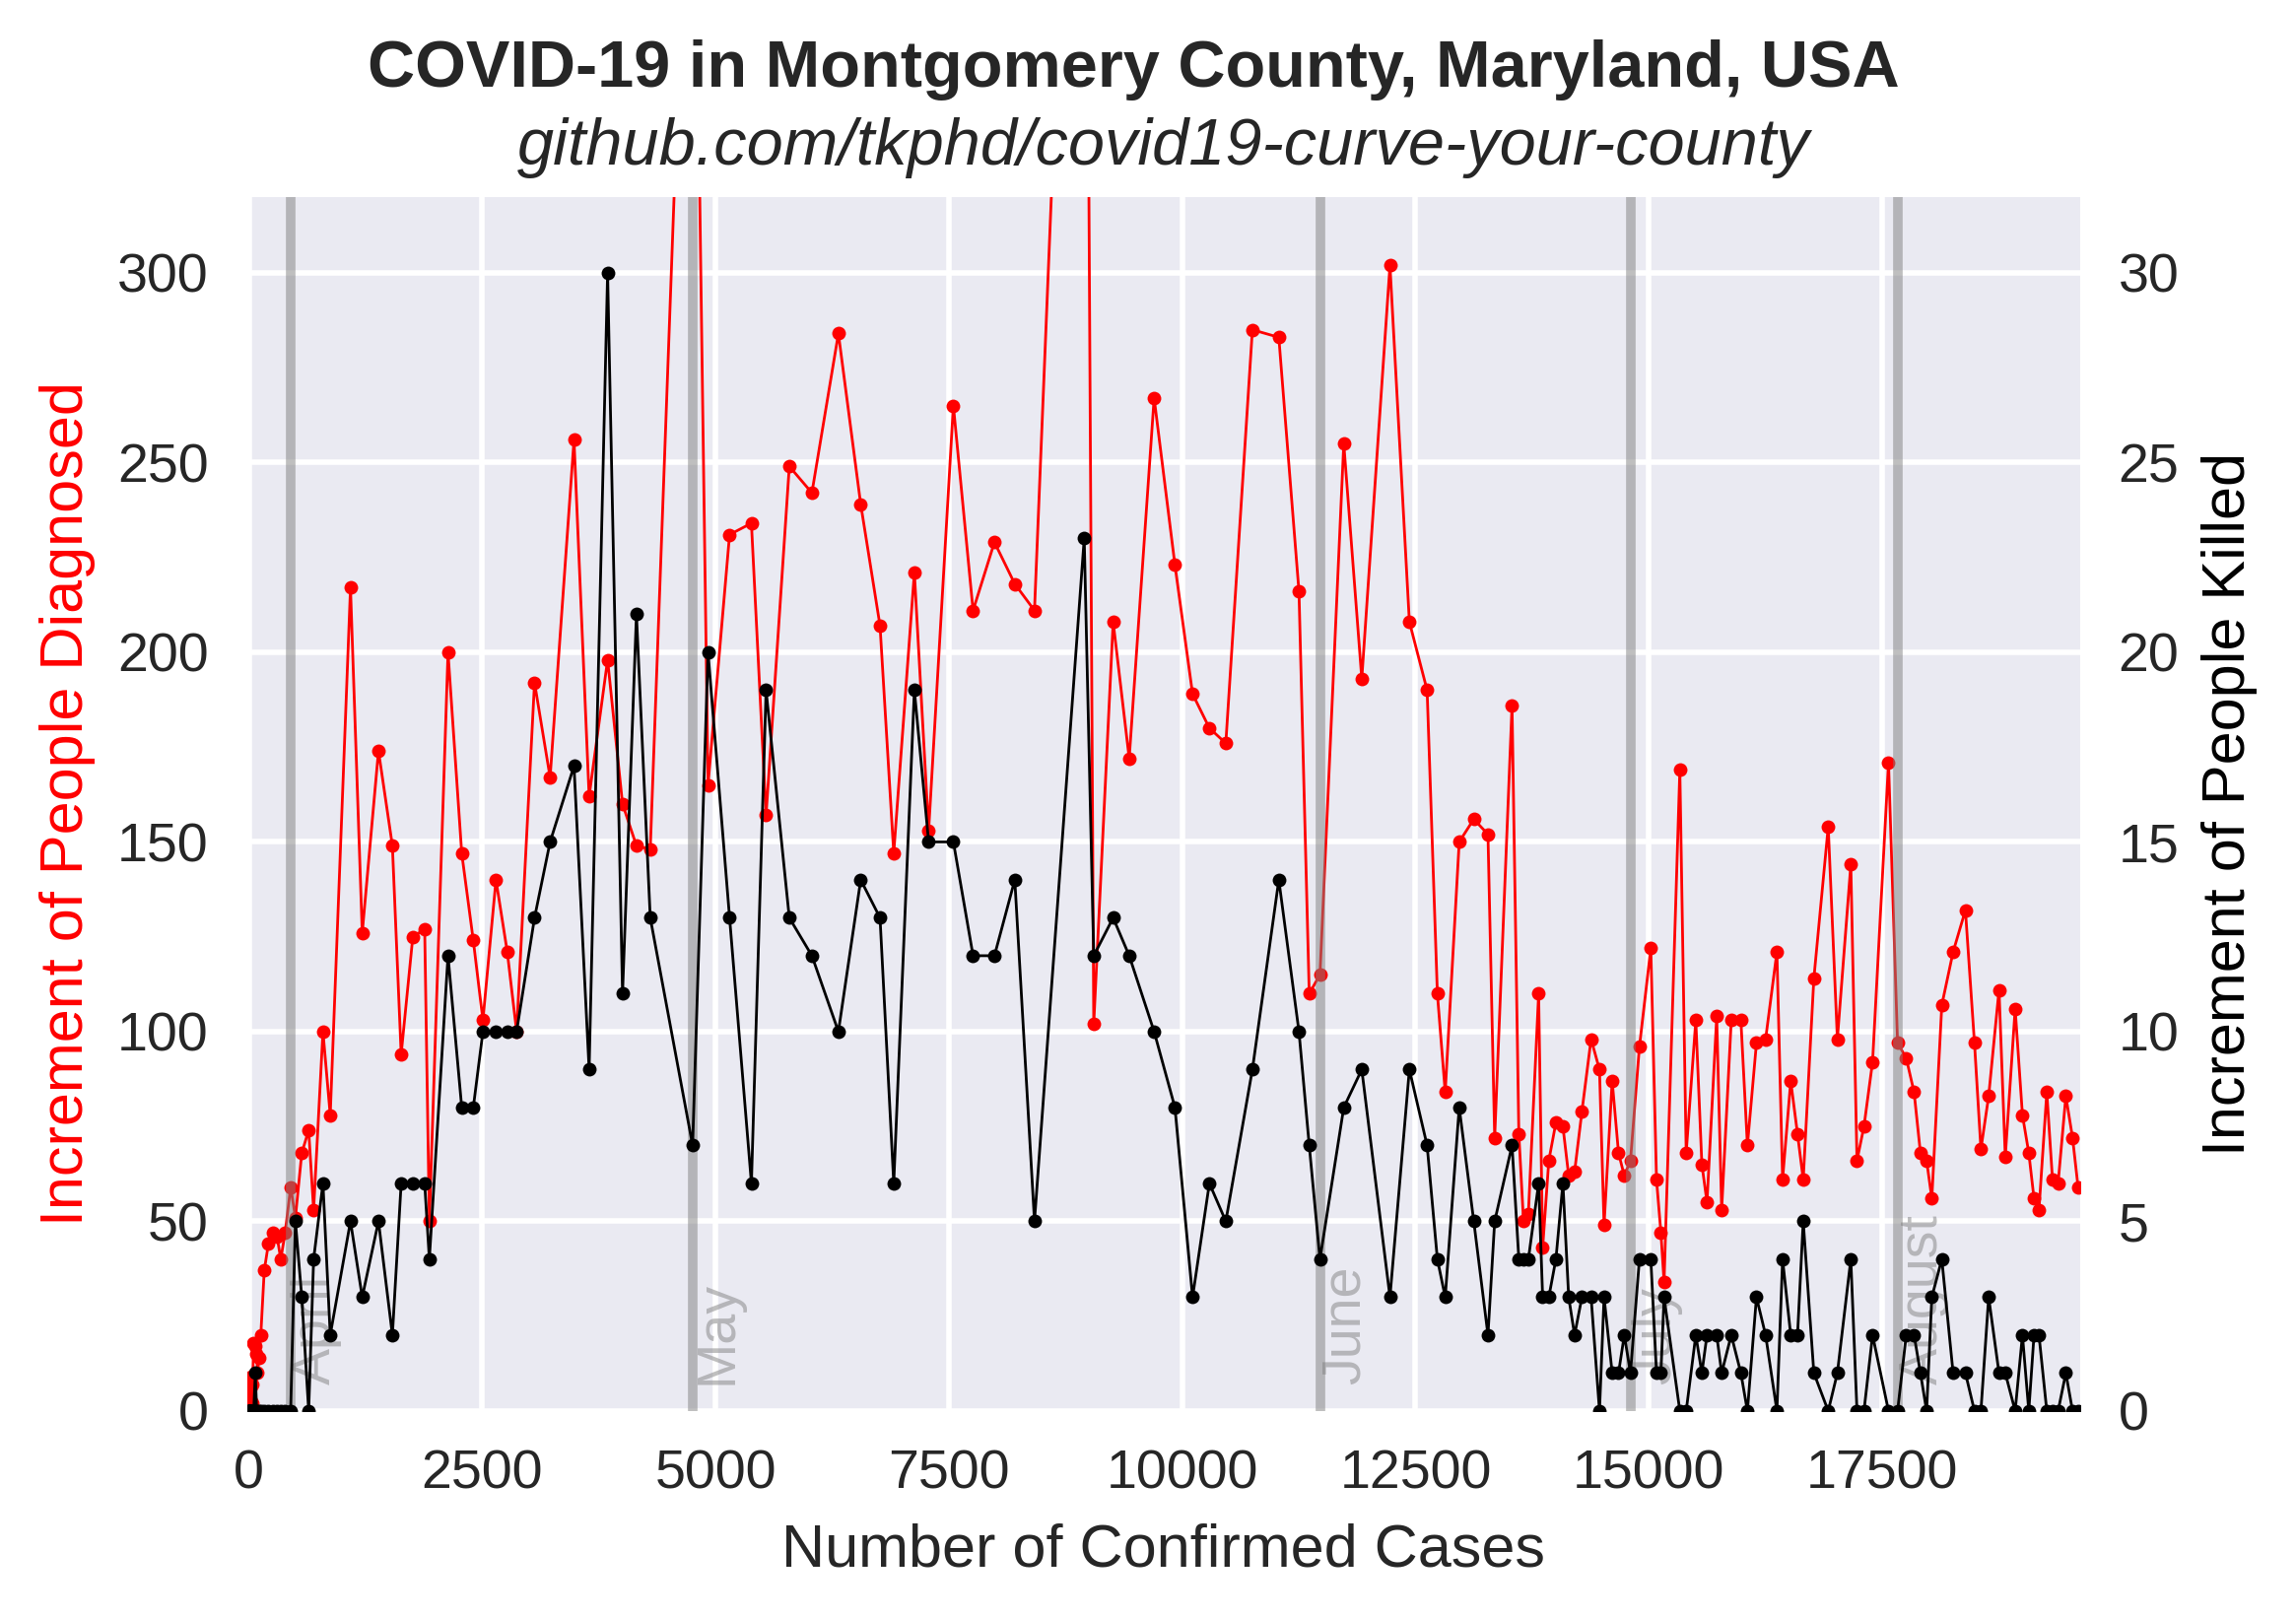 COVID-19 in Montgomery County, Maryland, USA
github.com/tkphd/covid19-curve-your-county
Increment of People Diagnosed
300
250
200
150
100
50
0
April
May
June
July
August
30
25
20
15
10
5
0
Increment of People Killed
0 2500 5000 7500 10000 12500 15000 17500
Number of Confirmed Cases